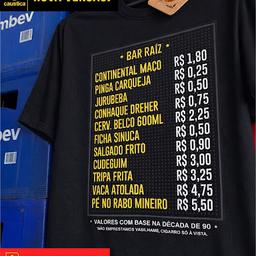 caustica
mbev
• BAR RAÍZ •
CONTINENTAL MAÇO R$ 1,80
PINGA CARQUEJA R$ 0,25
JURUBEBA R$ 0,50
CONHAQUE DREHER R$ 0,75
CERV. BELCO 600ML R$ 2,25
FICHA SINUCA R$ 0,50
SALGADO FRITO R$ 0,90
CUDEGUIM R$ 3,00
TRIPA FRITA R$ 3,25
VACA ATOLADA R$ 4,75
PÉ NO RABO MINEIRO R$ 5,50
• VALORES COM BASE NA DÉCADA DE 90 •
*NÃO EMPRESTAMOS VASILHAME, CIGARRO SÓ À VISTA.
bev